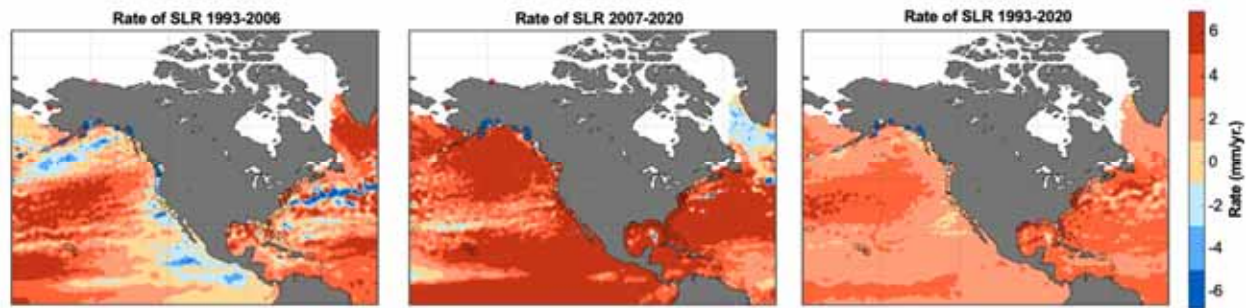 Rate of SLR 1993-2006
Rate of SLR 2007-2020
Rate of SLR 1993-2020
6
4
2
0
-2
-4
-6
Rate (mm/yr.)